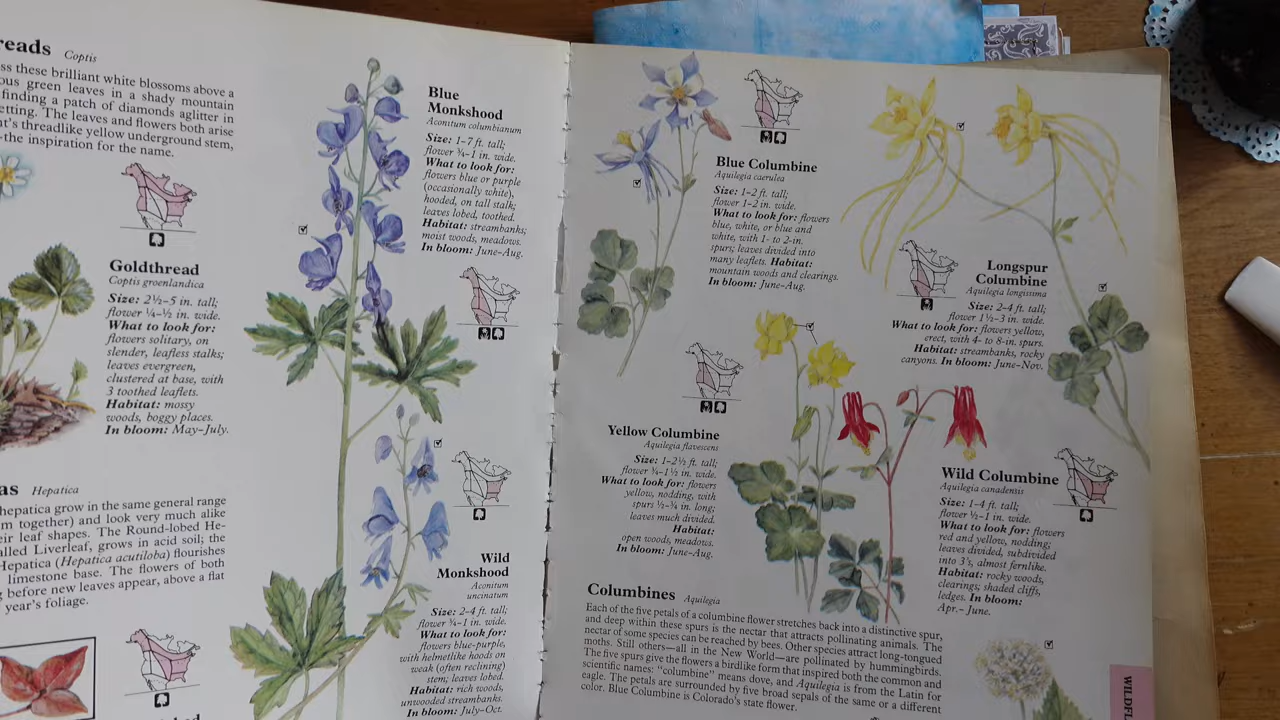 reads Coptis
ss these brilliant white blossoms above a
ous green leaves in a shady mountain
finding a patch of diamonds aglitter in
etting. The leaves and flowers both arise
nt's threadlike yellow underground stem,
—the inspiration for the name.
Goldthread
Coptis groenlandica
Size: 2½–5 in. tall;
flower ¼–½ in. wide.
What to look for:
flowers solitary, on
slender, leafless stalks;
leaves evergreen,
clustered at base, with
3 toothed leaflets.
Habitat: mossy
woods, boggy places.
In bloom: May–July.
as Hepatica
hepatica grow in the same general range
m together) and look very much alike
eir leaf shapes. The Round-lobed He-
alled Liverleaf, grows in acid soil; the
Hepatica (Hepatica acutiloba) flourishes
limestone base. The flowers of both
g before new leaves appear, above a flat
year's foliage.
Blue
Monkshood
Aconitum columbianum
Size: 1–7 ft. tall;
flower ¾–1 in. wide.
What to look for:
flowers blue or purple
(occasionally white),
hooded, on tall stalk;
leaves lobed, toothed.
Habitat: streambanks;
moist woods, meadows.
In bloom: June–Aug.
Wild
Monkshood
Aconitum
uncinatum
Size: 2–4 ft. tall;
flower ¾–1 in. wide.
What to look for:
flowers blue-purple,
with helmetlike hoods on
weak (often reclining)
stem; leaves lobed.
Habitat: rich woods,
unwooded streambanks.
In bloom: July–Oct.
Blue Columbine
Aquilegia caerulea
Size: 1–2 ft. tall;
flower 1–2 in. wide.
What to look for: flowers
blue, white, or blue and
white, with 1- to 2-in.
spurs; leaves divided into
many leaflets. Habitat:
mountain woods and clearings.
In bloom: June–Aug.
Longspur
Columbine
Aquilegia longissima
Size: 2–4 ft. tall;
flower 1½–3 in. wide.
What to look for: flowers yellow,
erect, with 4- to 8-in. spurs.
Habitat: streambanks, rocky
canyons. In bloom: June–Nov.
Yellow Columbine
Aquilegia flavescens
Size: 1–2½ ft. tall;
flower ¾–1½ in. wide.
What to look for: flowers
yellow, nodding, with
spurs ½–¾ in. long;
leaves much divided.
Habitat:
open woods, meadows.
In bloom: June–Aug.
Wild Columbine
Aquilegia canadensis
Size: 1–4 ft. tall;
flower ½–1 in. wide.
What to look for: flowers
red and yellow, nodding;
leaves divided, subdivided
into 3's, almost fernlike.
Habitat: rocky woods,
clearings; shaded cliffs,
ledges. In bloom:
Apr.–June.
Columbines Aquilegia
Each of the five petals of a columbine flower stretches back into a distinctive spur,
and deep within these spurs is the nectar that attracts pollinating animals. The
nectar of some species can be reached by bees. Other species attract long-tongued
moths. Still others—all in the New World—are pollinated by hummingbirds.
The five spurs give the flowers a birdlike form that inspired both the common and
scientific names: "columbine" means dove, and Aquilegia is from the Latin for
eagle. The petals are surrounded by five broad sepals of the same or a different
color. Blue Columbine is Colorado's state flower.
WILDFL